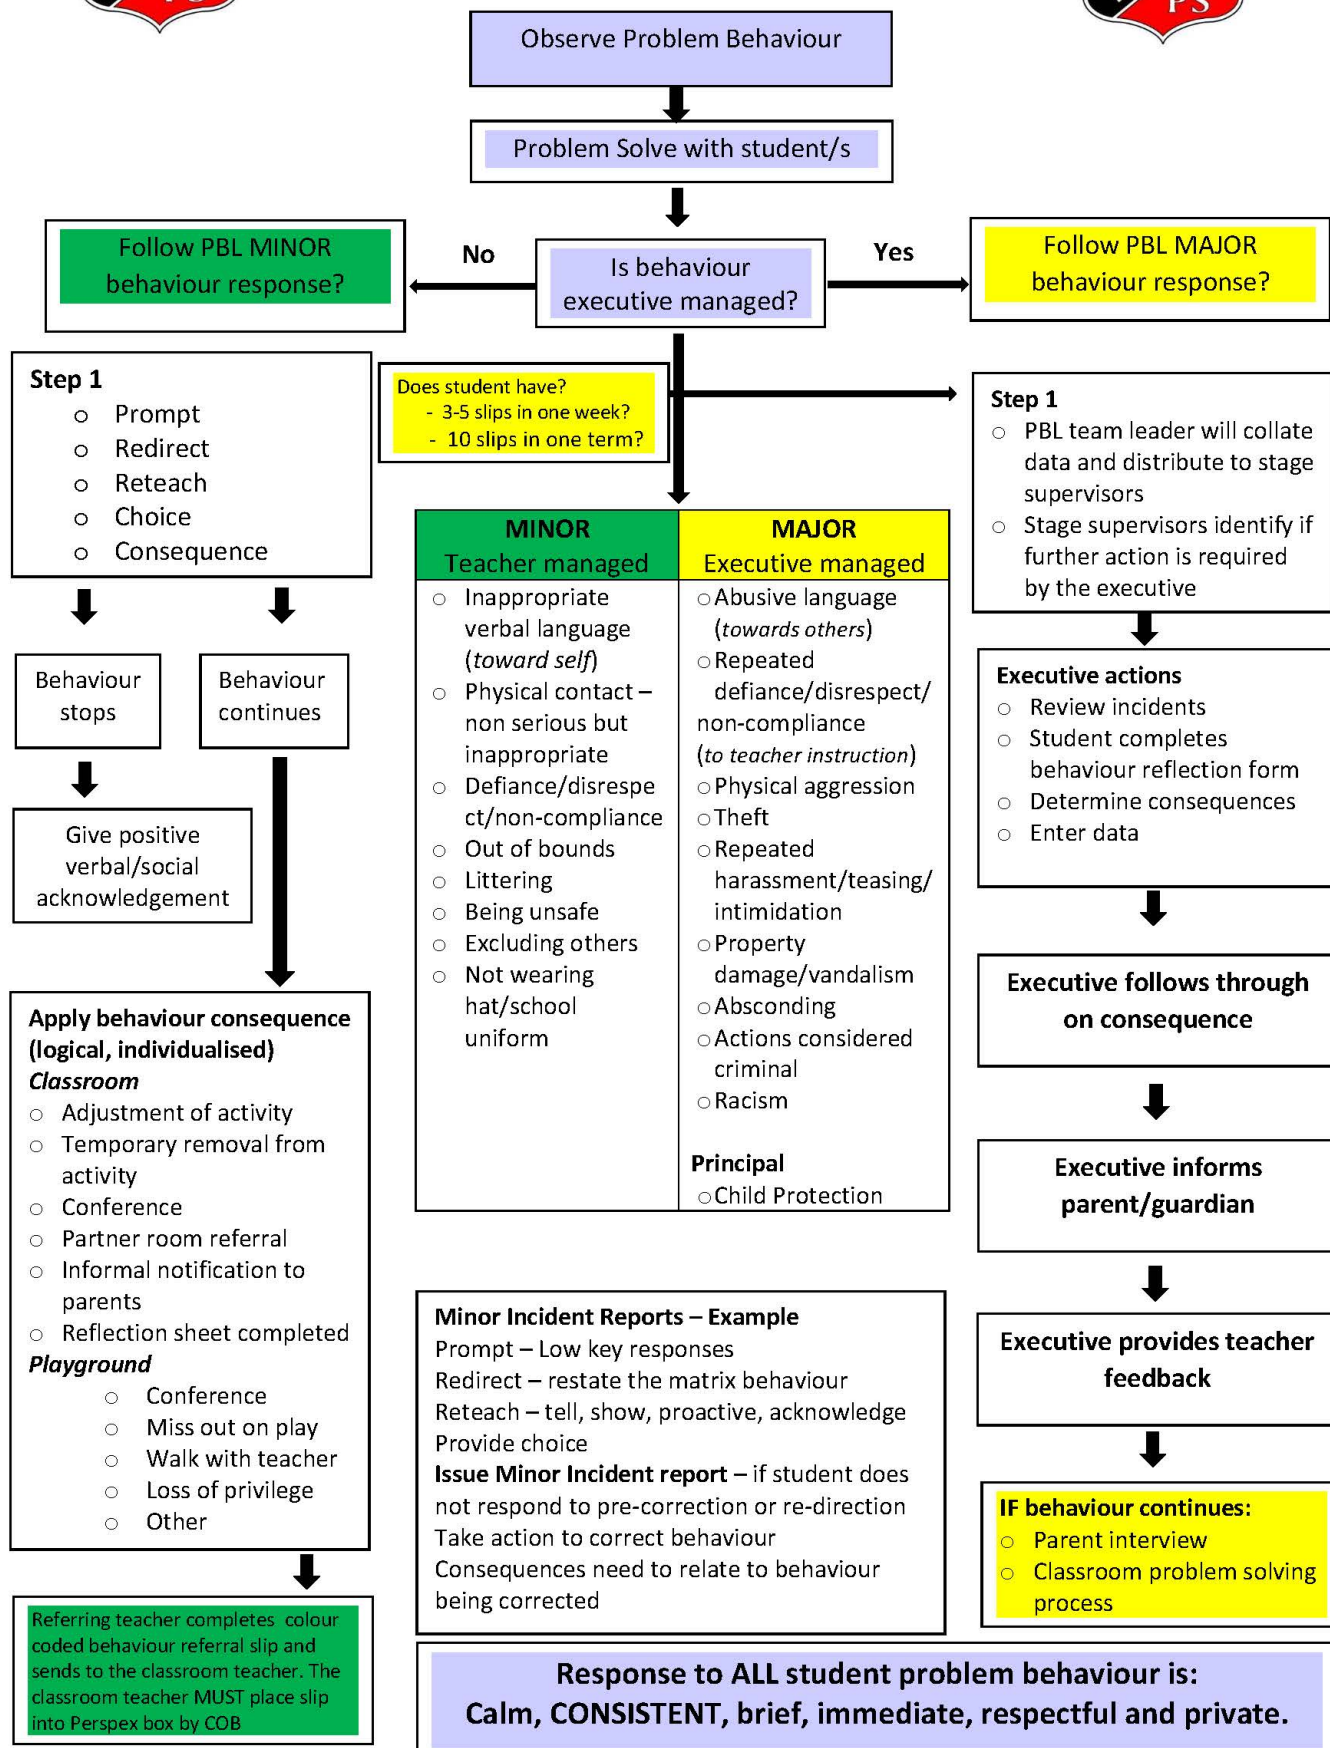 PS
PS
Observe Problem Behaviour
Problem Solve with student/s
Follow PBL MINOR
behaviour response?
No
Is behaviour
executive managed?
Yes
Follow PBL MAJOR
behaviour response?
Step 1
o Prompt
o Redirect
o Reteach
o Choice
o Consequence
Behaviour
stops
Behaviour
continues
Give positive
verbal/social
acknowledgement
Apply behaviour consequence
(logical, individualised)
Classroom
○ Adjustment of activity
○ Temporary removal from
activity
○ Conference
○ Partner room referral
○ Informal notification to
parents
○ Reflection sheet completed
Playground
○ Conference
○ Miss out on play
○ Walk with teacher
○ Loss of privilege
○ Other
Referring teacher completes colour
coded behaviour referral slip and
sends to the classroom teacher. The
classroom teacher MUST place slip
into Perspex box by COB
Does student have?
- 3-5 slips in one week?
- 10 slips in one term?
MINOR
Teacher managed
○ Inappropriate
verbal language
(toward self)
○ Physical contact –
non serious but
inappropriate
○ Defiance/disrespe
ct/non-compliance
○ Out of bounds
○ Littering
○ Being unsafe
○ Excluding others
○ Not wearing
hat/school
uniform
MAJOR
Executive managed
○ Abusive language
(towards others)
○ Repeated
defiance/disrespect/
non-compliance
(to teacher instruction)
○ Physical aggression
○ Theft
○ Repeated
harassment/teasing/
intimidation
○ Property
damage/vandalism
○ Absconding
○ Actions considered
criminal
○ Racism
Principal
○ Child Protection
Minor Incident Reports – Example
Prompt – Low key responses
Redirect – restate the matrix behaviour
Reteach – tell, show, proactive, acknowledge
Provide choice
Issue Minor Incident report – if student does
not respond to pre-correction or re-direction
Take action to correct behaviour
Consequences need to relate to behaviour
being corrected
Step 1
○ PBL team leader will collate
data and distribute to stage
supervisors
○ Stage supervisors identify if
further action is required
by the executive
Executive actions
○ Review incidents
○ Student completes
behaviour reflection form
○ Determine consequences
○ Enter data
Executive follows through
on consequence
Executive informs
parent/guardian
Executive provides teacher
feedback
IF behaviour continues:
○ Parent interview
○ Classroom problem solving
process
Response to ALL student problem behaviour is:
Calm, CONSISTENT, brief, immediate, respectful and private.